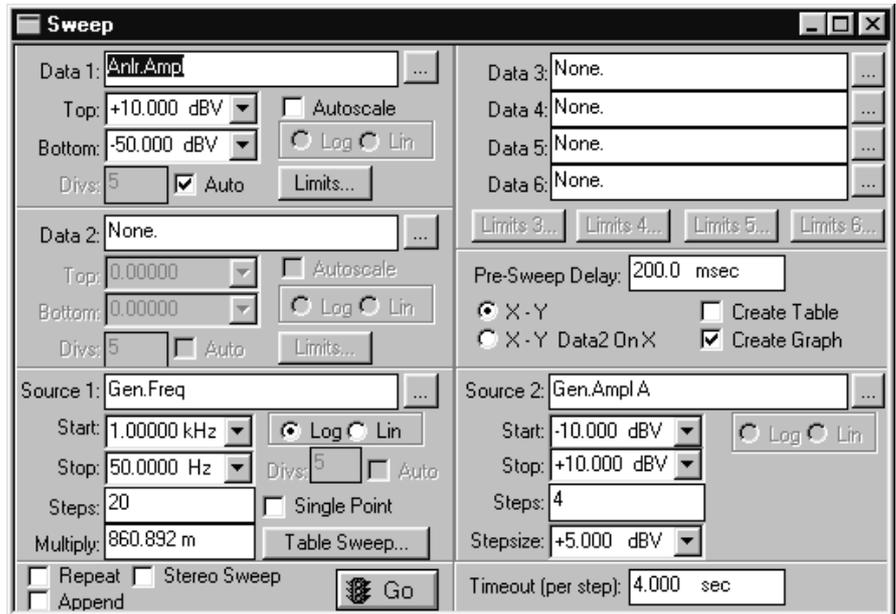 Sweep
Data 1: Anlr.Ampl ...
Top: +10.000 dBV Autoscale
Bottom: -50.000 dBV Log Lin
Divs: 5 Auto Limits...
Data 2: None. ...
Top: 0.00000 Autoscale
Bottom: 0.00000 Log Lin
Divs: 5 Auto Limits...
Source 1: Gen.Freq ...
Start: 1.00000 kHz Log Lin
Stop: 50.0000 Hz Divs: 5 Auto
Steps: 20 Single Point
Multiply: 860.892 m Table Sweep...
Repeat Stereo Sweep
Append Go
Data 3: None. ...
Data 4: None. ...
Data 5: None. ...
Data 6: None. ...
Limits 3... Limits 4... Limits 5... Limits 6...
Pre-Sweep Delay: 200.0 msec
X - Y Create Table
X - Y Data2 On X Create Graph
Source 2: Gen.Ampl A ...
Start: -10.000 dBV Log Lin
Stop: +10.000 dBV
Steps: 4
Stepsize: +5.000 dBV
Timeout (per step): 4.000 sec